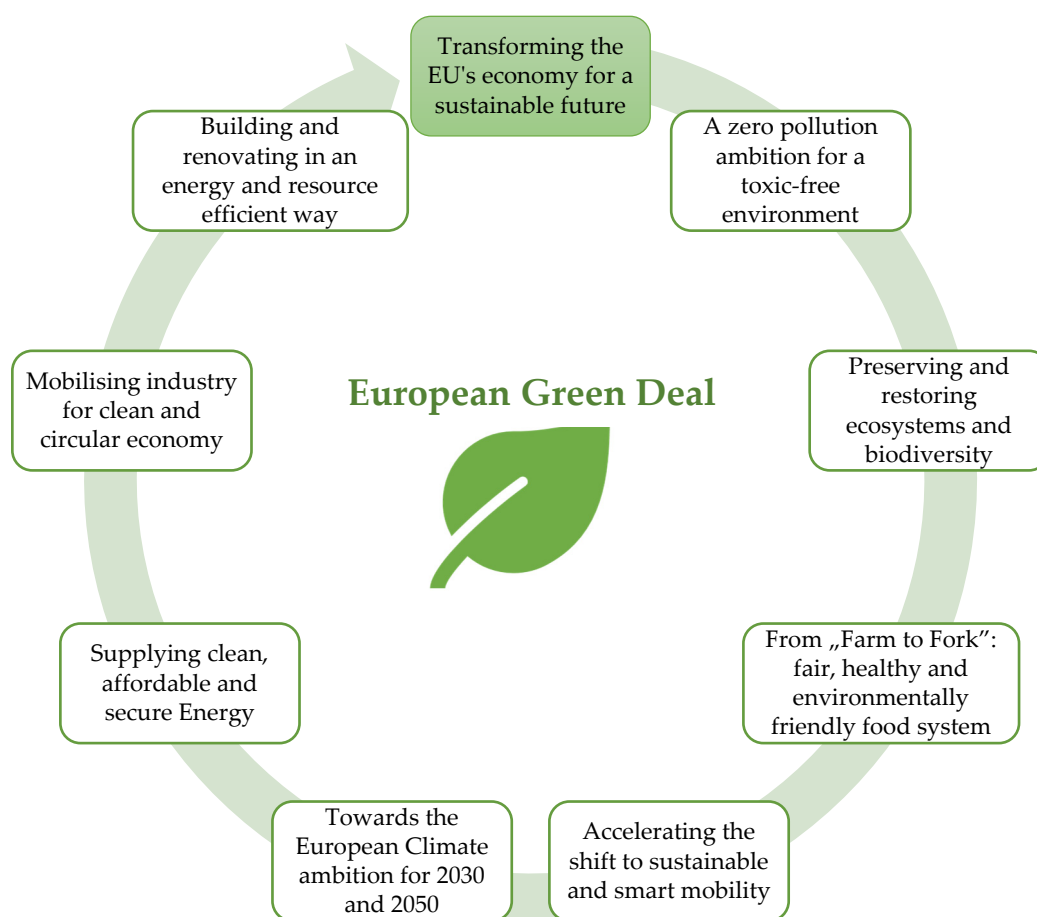 Transforming the
EU's economy for a
sustainable future
A zero pollution
ambition for a
toxic-free
environment
Preserving and
restoring
ecosystems and
biodiversity
From „Farm to Fork”:
fair, healthy and
environmentally
friendly food system
Accelerating the
shift to sustainable
and smart mobility
Towards the
European Climate
ambition for 2030
and 2050
Supplying clean,
affordable and
secure Energy
Mobilising industry
for clean and
circular economy
Building and
renovating in an
energy and resource
efficient way
European Green Deal